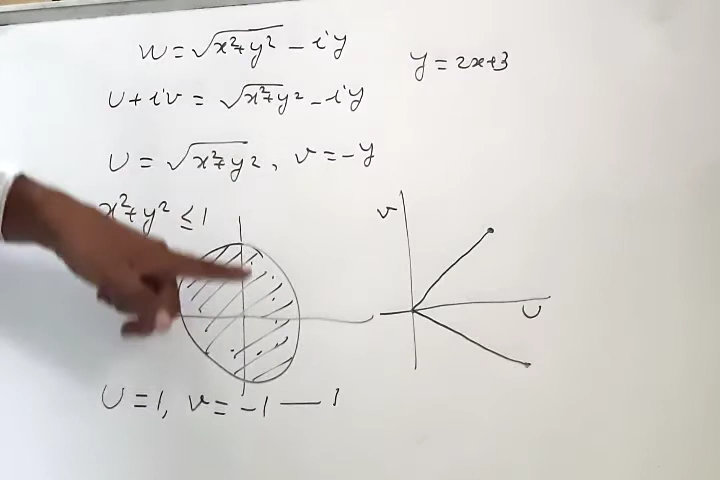 W = √x²+y² - iy
y = 2x+3
U + iv = √x²+y² - iy
U = √x²+y², v = -y
x²+y² ≤ 1
v
U
U = 1, v = -1 — 1